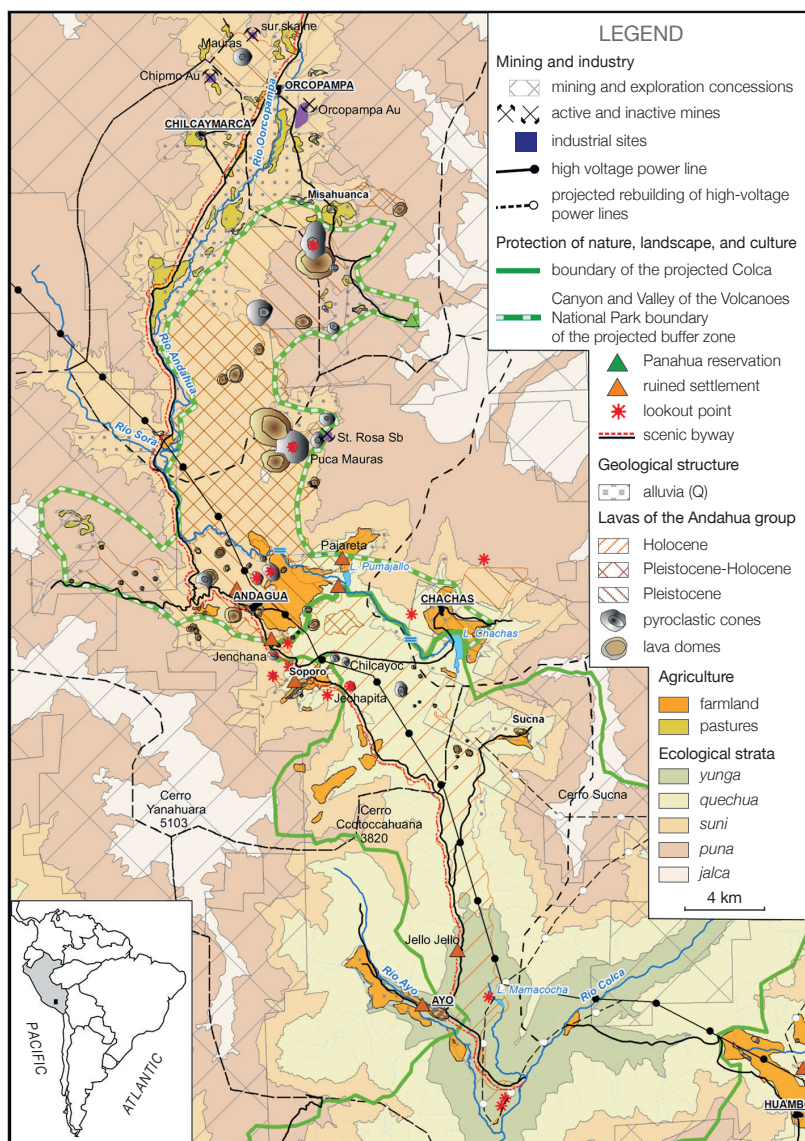 sur.skalne
Mauras
Chipmo Au
ORCOPAMPA
Orcopampa Au
CHILCAYMARCA
Rio Oorcopampa
Misahuanca
Rio Andahua
Rio Sora
St. Rosa Sb
Puca Mauras
Pajareta
L. Pumajallo
ANDAGUA
CHACHAS
L. Chachas
Jenchana
Chilcayoc
Soporo
Jechapita
Sucna
Cerro
Yanahuara
5103
Cerro
Ccotoccahuana
3820
Cerro Sucna
Jello Jello
Rio Ayo
AYO
L. Mamacocha
Rio Colca
HUAMBO
PACIFIC
ATLANTIC
LEGEND
Mining and industry
mining and exploration concessions
active and inactive mines
industrial sites
high voltage power line
projected rebuilding of high-voltage
power lines
Protection of nature, landscape, and culture
boundary of the projected Colca
Canyon and Valley of the Volcanoes
National Park boundary
of the projected buffer zone
Panahua reservation
ruined settlement
lookout point
scenic byway
Geological structure
alluvia (Q)
Lavas of the Andahua group
Holocene
Pleistocene-Holocene
Pleistocene
pyroclastic cones
lava domes
Agriculture
farmland
pastures
Ecological strata
yunga
quechua
suni
puna
jalca
4 km